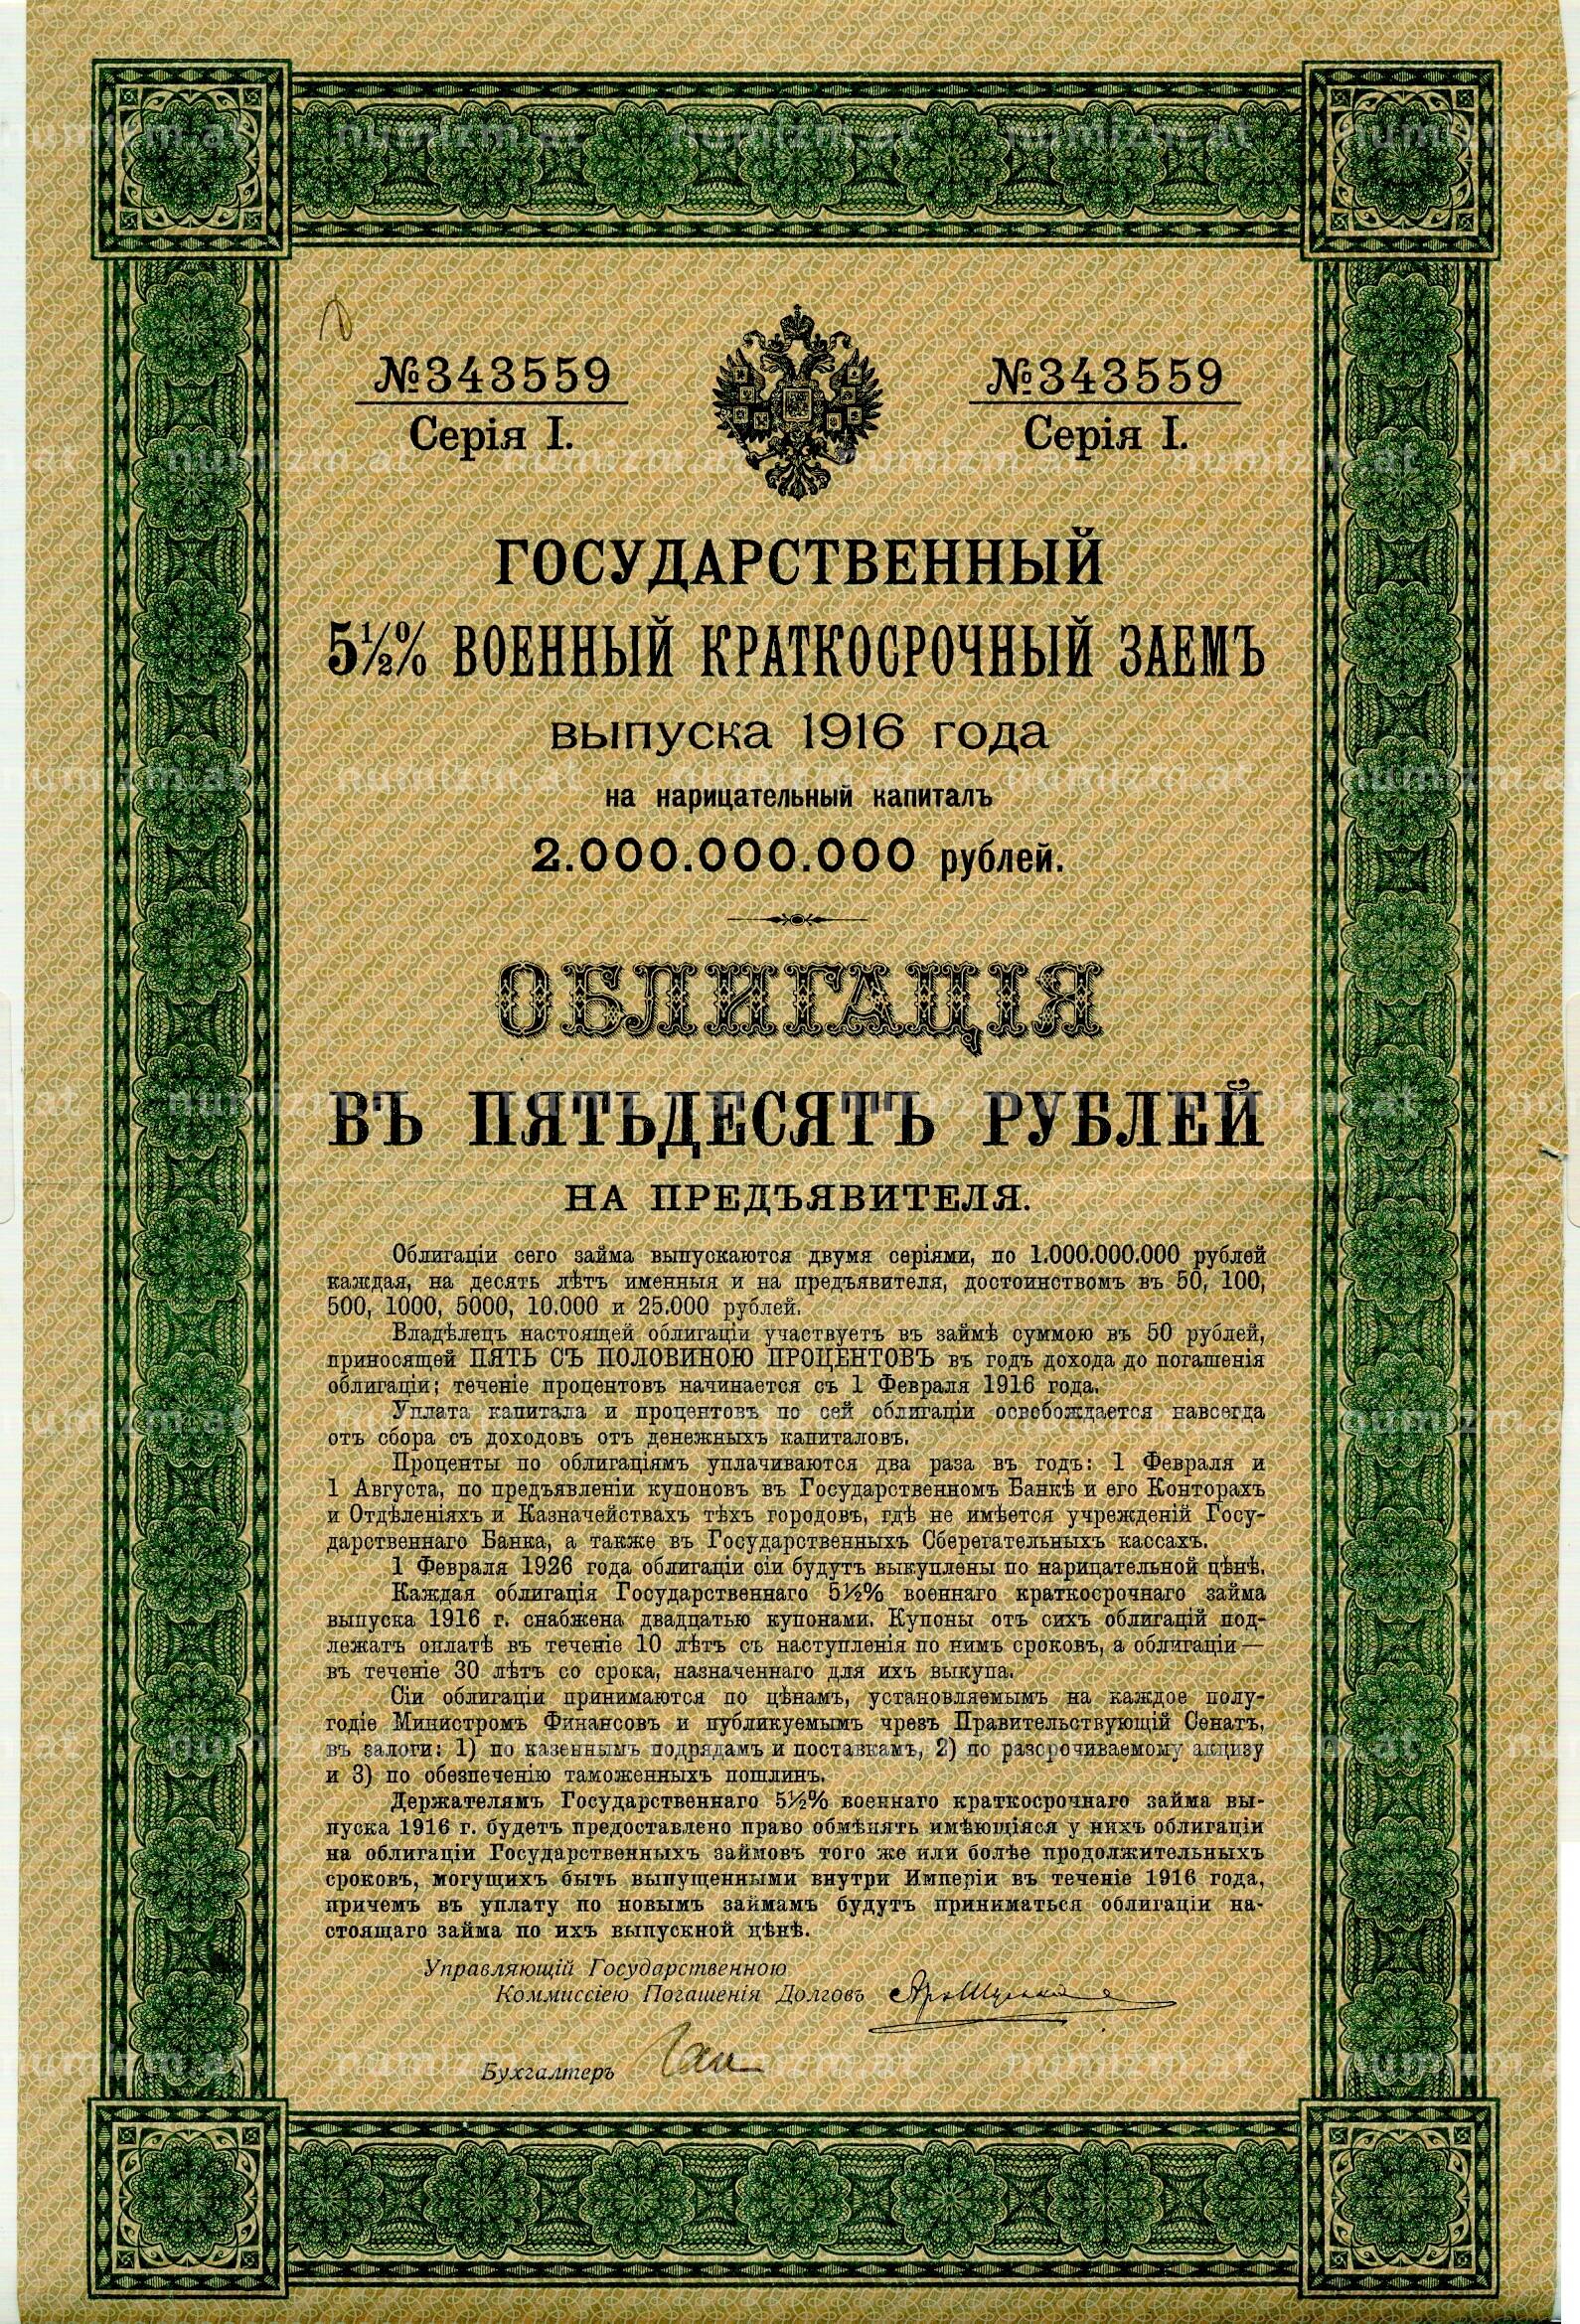 №343559
Серія I.
№343559
Серія I.
ГОСУДАРСТВЕННЫЙ
5½% ВОЕННЫЙ КРАТКОСРОЧНЫЙ ЗАЕМЪ
выпуска 1916 года
на нарицательный капиталъ
2.000.000.000 рублей.
ОБЛИГАЦІЯ
ВЪ ПЯТЬДЕСЯТЪ РУБЛЕЙ
НА ПРЕДЪЯВИТЕЛЯ.
Облигаціи сего займа выпускаются двумя серіями, по 1.000.000.000 рублей
каждая, на десять лѣтъ именныя и на предъявителя, достоинствомъ въ 50, 100,
500, 1000, 5000, 10.000 и 25.000 рублей.
Владѣлецъ настоящей облигаціи участвуетъ въ займѣ суммою въ 50 рублей,
приносящей ПЯТЬ СЪ ПОЛОВИНОЮ ПРОЦЕНТОВЪ въ годъ дохода до погашенія
облигаціи; теченіе процентовъ начинается съ 1 Февраля 1916 года.
Уплата капитала и процентовъ по сей облигаціи освобождается навсегда
отъ сбора съ доходовъ отъ денежныхъ капиталовъ.
Проценты по облигаціямъ уплачиваются два раза въ годъ: 1 Февраля и
1 Августа, по предъявленіи купоновъ въ Государственномъ Банкѣ и его Конторахъ
и Отдѣленіяхъ и Казначействахъ тѣхъ городовъ, гдѣ не имѣется учрежденій Госу-
дарственнаго Банка, а также въ Государственныхъ Сберегательныхъ кассахъ.
1 Февраля 1926 года облигаціи сіи будутъ выкуплены по нарицательной цѣнѣ.
Каждая облигація Государственнаго 5½% военнаго краткосрочнаго займа
выпуска 1916 г. снабжена двадцатью купонами. Купоны отъ сихъ облигацій под-
лежатъ оплатѣ въ теченіе 10 лѣтъ съ наступленія по нимъ сроковъ, а облигаціи —
въ теченіе 30 лѣтъ со срока, назначеннаго для ихъ выкупа.
Сіи облигаціи принимаются по цѣнамъ, установляемымъ на каждое полу-
годіе Министромъ Финансовъ и публикуемымъ чрезъ Правительствующій Сенатъ,
въ залоги: 1) по казеннымъ подрядамъ и поставкамъ, 2) по разсрочиваемому акцизу
и 3) по обезпеченію таможенныхъ пошлинъ.
Держателямъ Государственнаго 5½% военнаго краткосрочнаго займа вы-
пуска 1916 г. будетъ предоставлено право обмѣнять имѣющіяся у нихъ облигаціи
на облигаціи Государственныхъ займовъ того же или болѣе продолжительныхъ
сроковъ, могущихъ быть выпущенными внутри Имперіи въ теченіе 1916 года,
причемъ въ уплату по новымъ займамъ будутъ приниматься облигаціи на-
стоящаго займа по ихъ выпускной цѣнѣ.
Управляющій Государственною
Коммиссіею Погашенія Долговъ
Бухгалтеръ
numizm.at